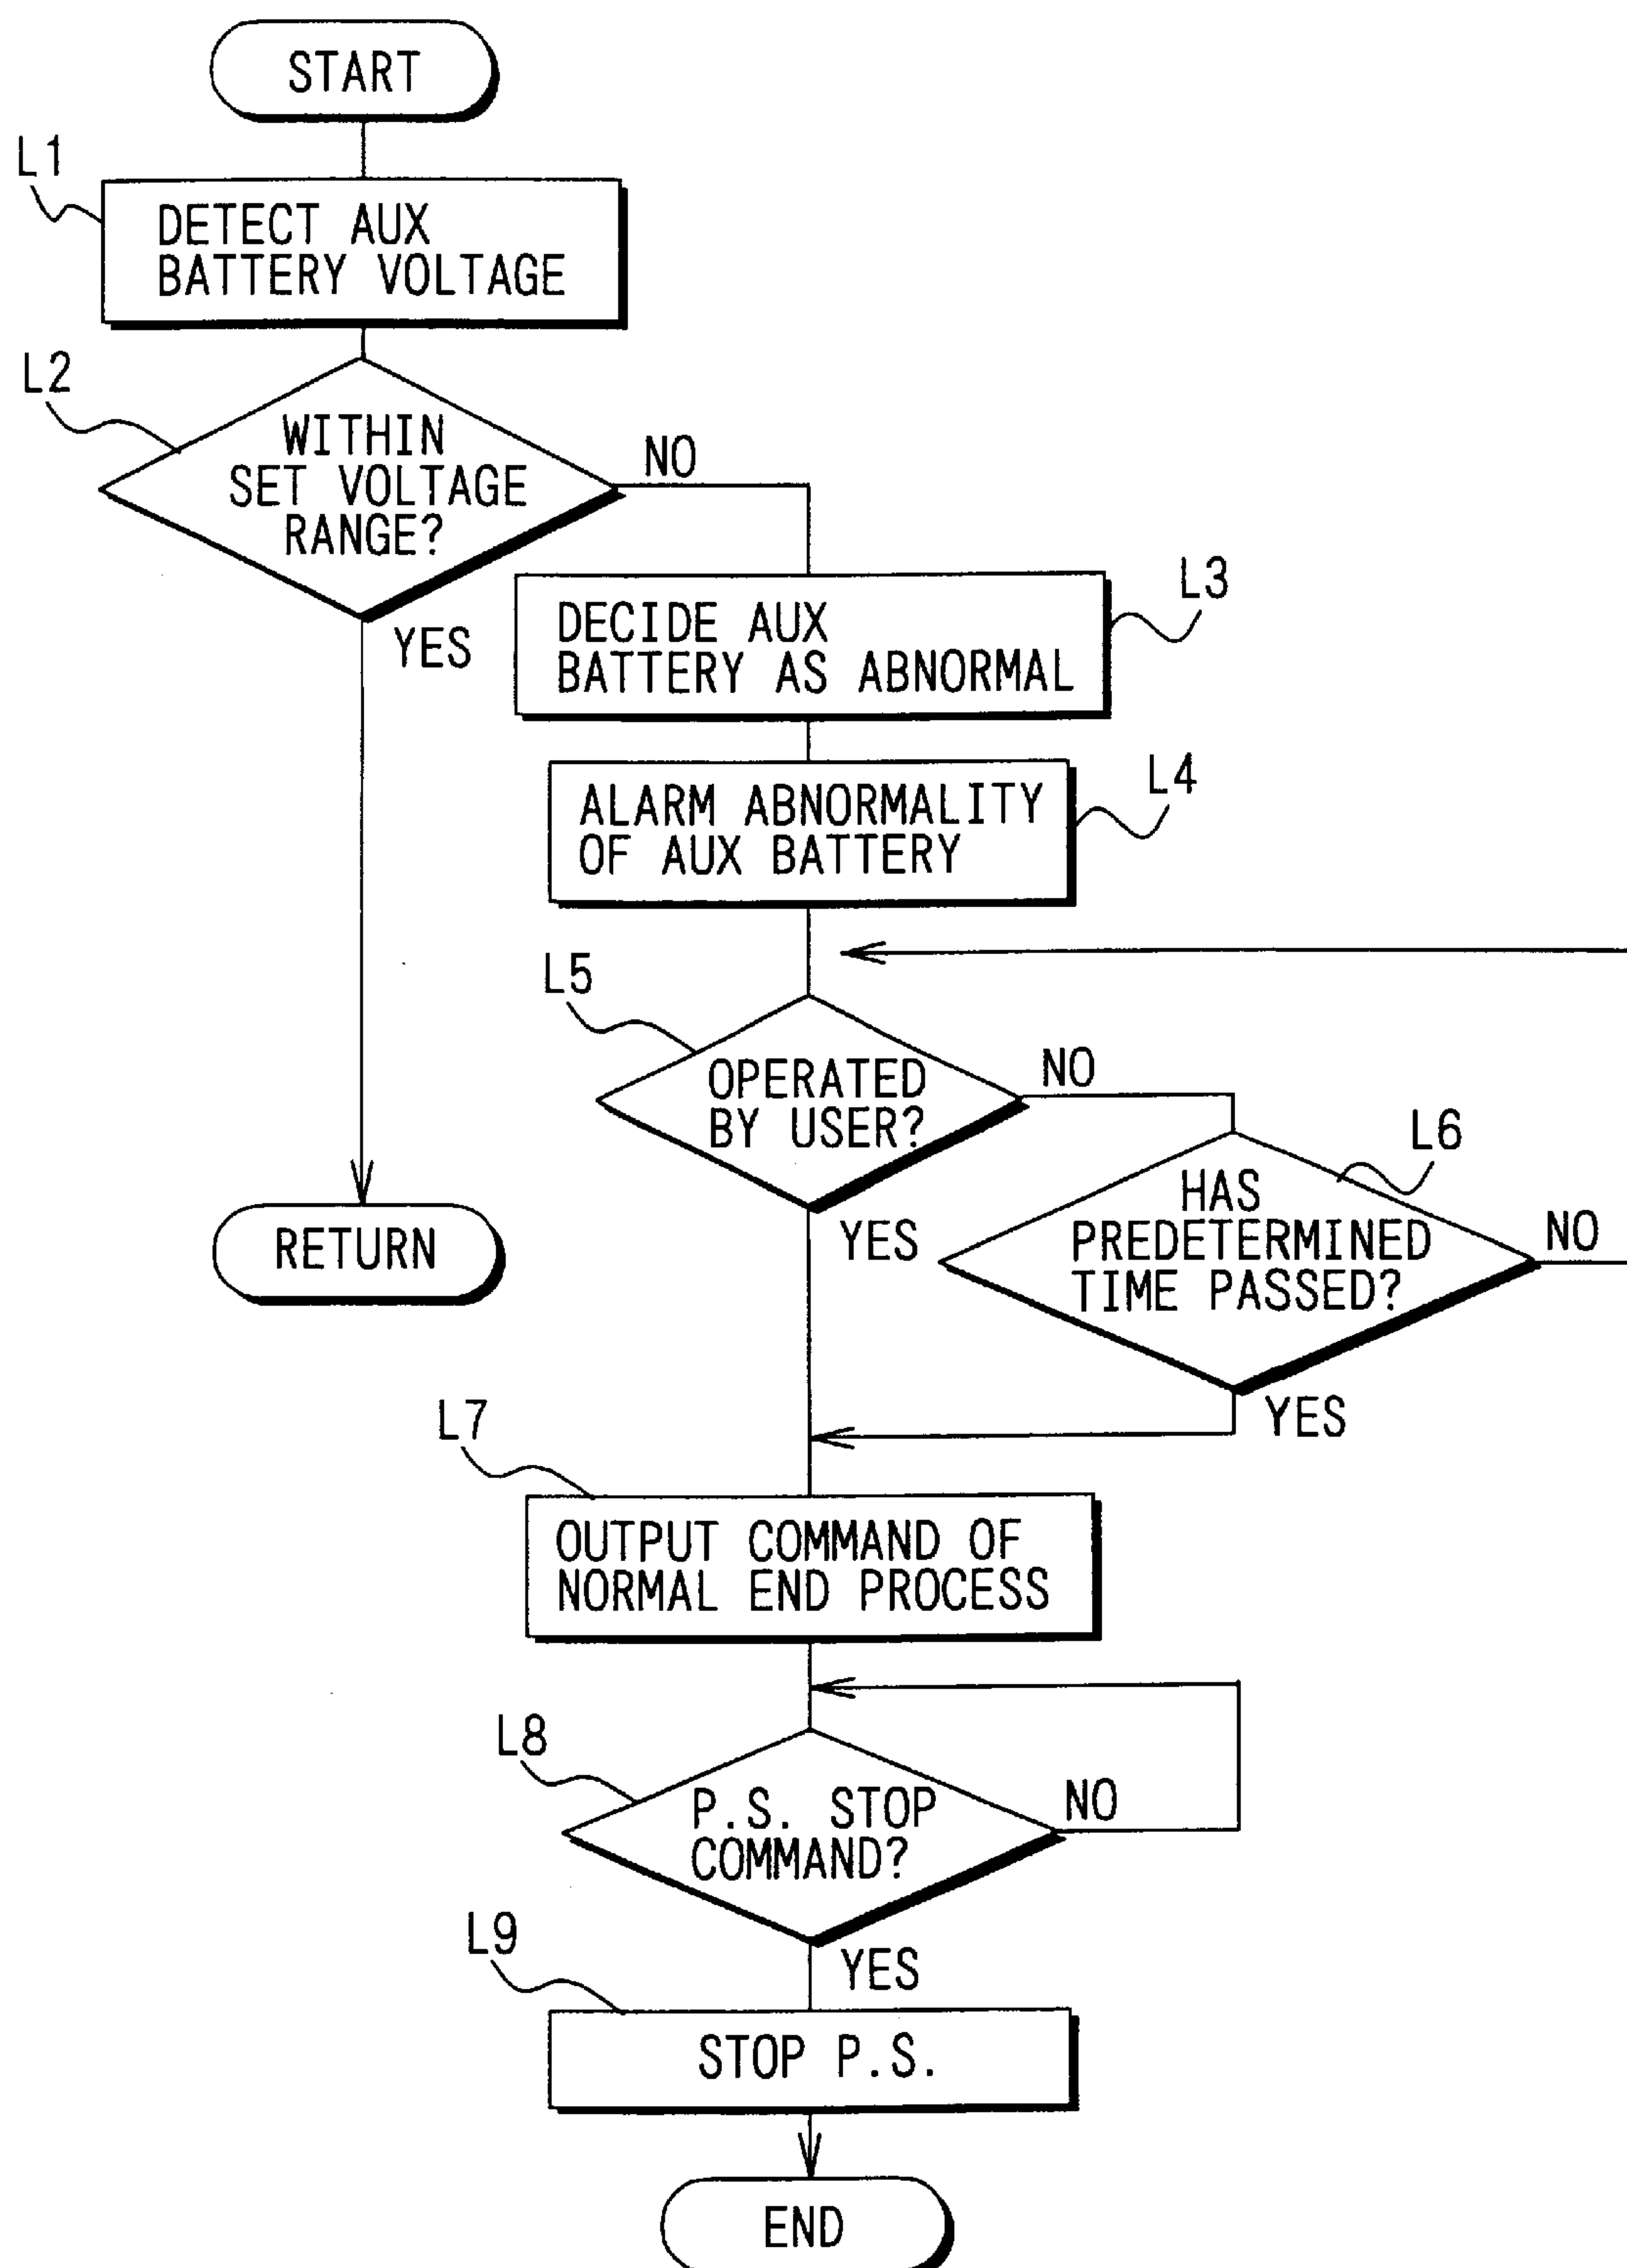 START
L1
DETECT AUX
BATTERY VOLTAGE
L2
WITHIN
SET VOLTAGE
RANGE?
NO
YES
L3
DECIDE AUX
BATTERY AS ABNORMAL
L4
ALARM ABNORMALITY
OF AUX BATTERY
L5
OPERATED
BY USER?
NO
YES
L6
HAS
PREDETERMINED
TIME PASSED?
NO
YES
RETURN
L7
OUTPUT COMMAND OF
NORMAL END PROCESS
L8
P.S. STOP
COMMAND?
NO
YES
L9
STOP P.S.
END